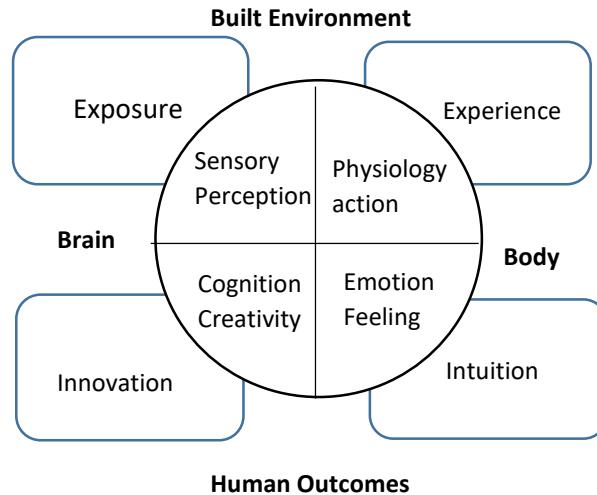 Built Environment
Exposure
Experience
Sensory
Perception
Physiology
action
Brain
Body
Cognition
Creativity
Emotion
Feeling
Innovation
Intuition
Human Outcomes